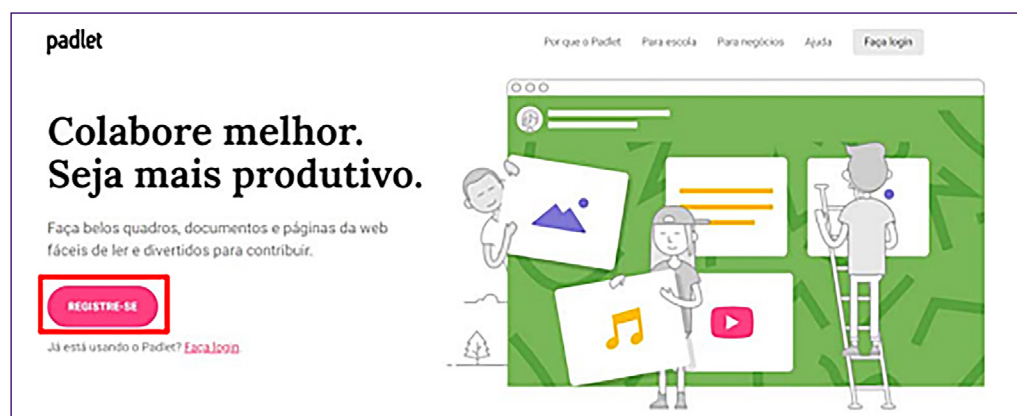 padlet
Por que o Padlet Para escola Para negócios Ajuda Faça login
Colabore melhor.
Seja mais produtivo.
Faça belos quadros, documentos e páginas da web
fáceis de ler e divertidos para contribuir.
REGISTRE-SE
Já está usando o Padlet? Faça login